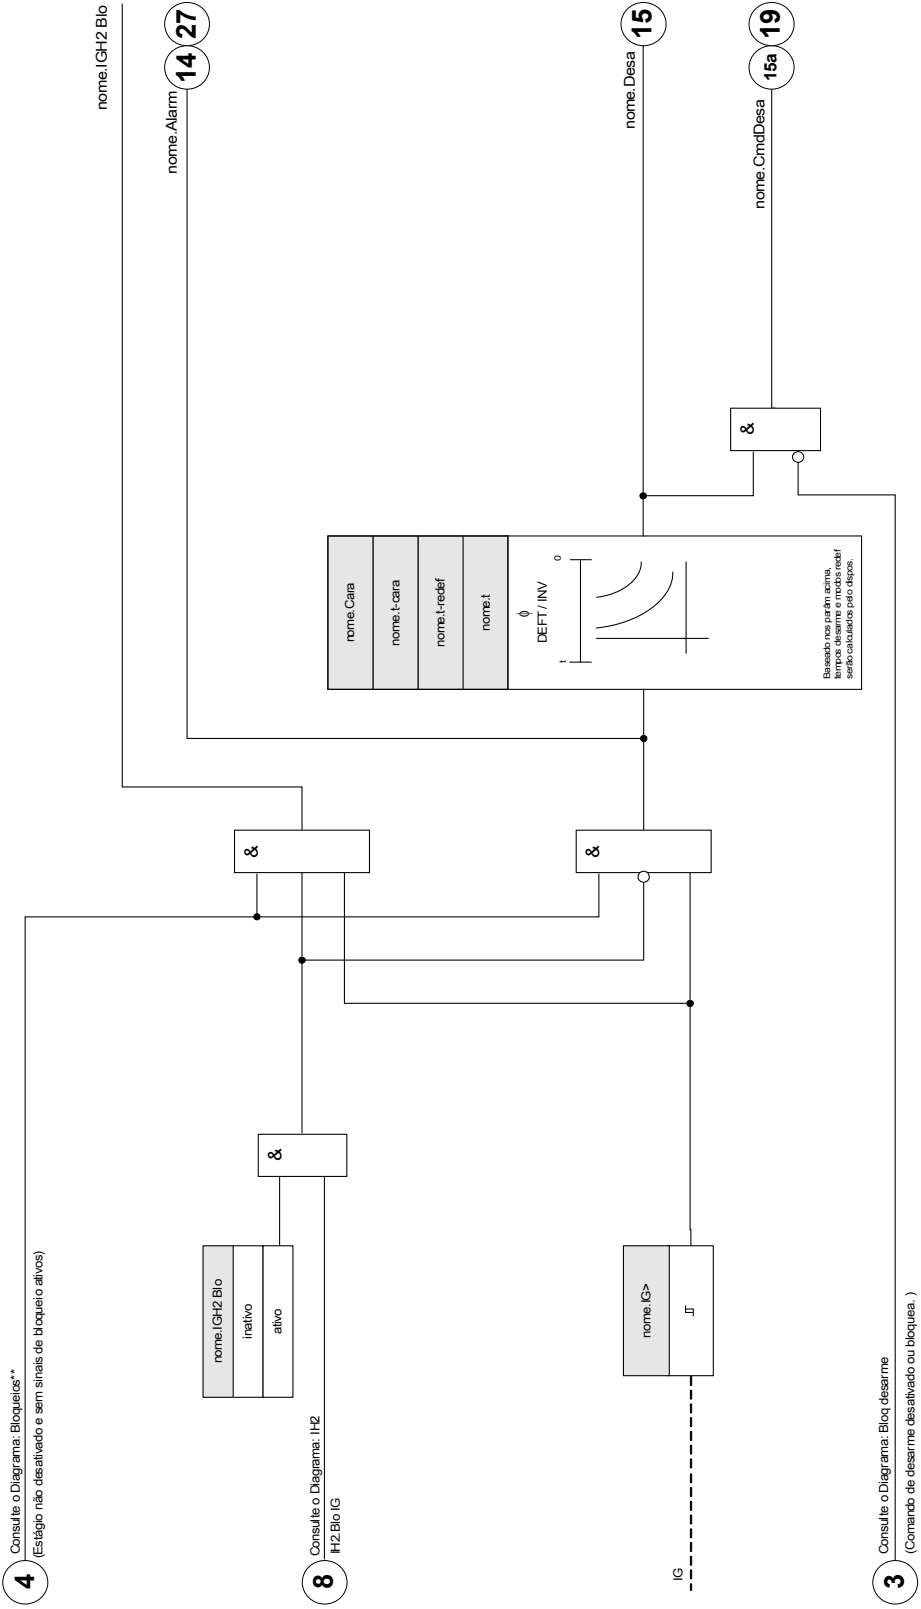 4
Consulte o Diagrama: Bloqueios**
(Estágio não desativado e sem sinais de bloqueio ativos)
nome.IGH2 Blo
inativo
ativo
8
Consulte o Diagrama: IH2
IH2.Blo IG
&
&
nome.IGH2 Blo
nome.Alarm
14
27
IG
nome.IG>
&
nome.Cara
nome.t-cara
nome.t-redef
nome.t
ϕ
DEFT / INV
t
0
Baseado nos parâm acima,
tempos desarme e modos redef
serão calculados pelo dispos.
nome.Desa
15
&
nome.CmdDesa
15a
19
3
Consulte o Diagrama: Bloq desarme
(Comando de desarme desativado ou bloquea. )